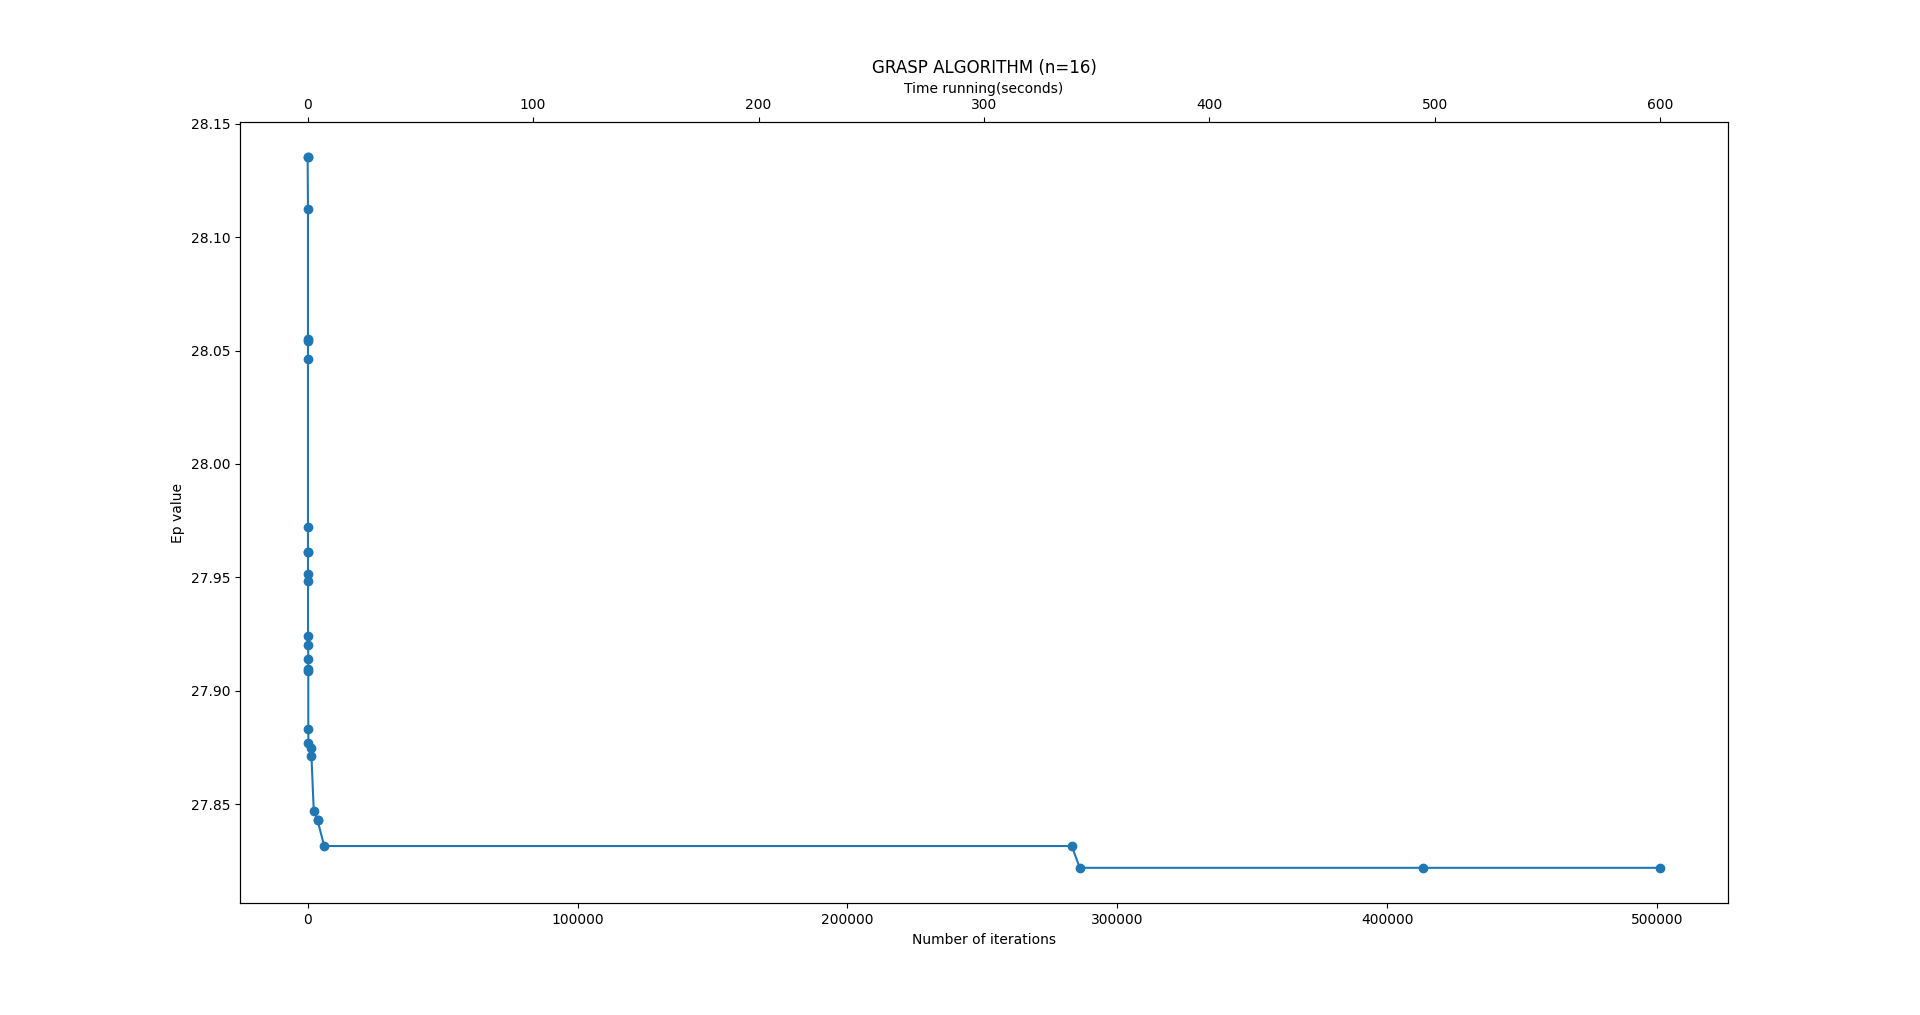 GRASP ALGORITHM (n=16)
Time running(seconds)
0 100 200 300 400 500 600
28.15
28.10
28.05
28.00
27.95
27.90
27.85
Ep value
0 100000 200000 300000 400000 500000
Number of iterations